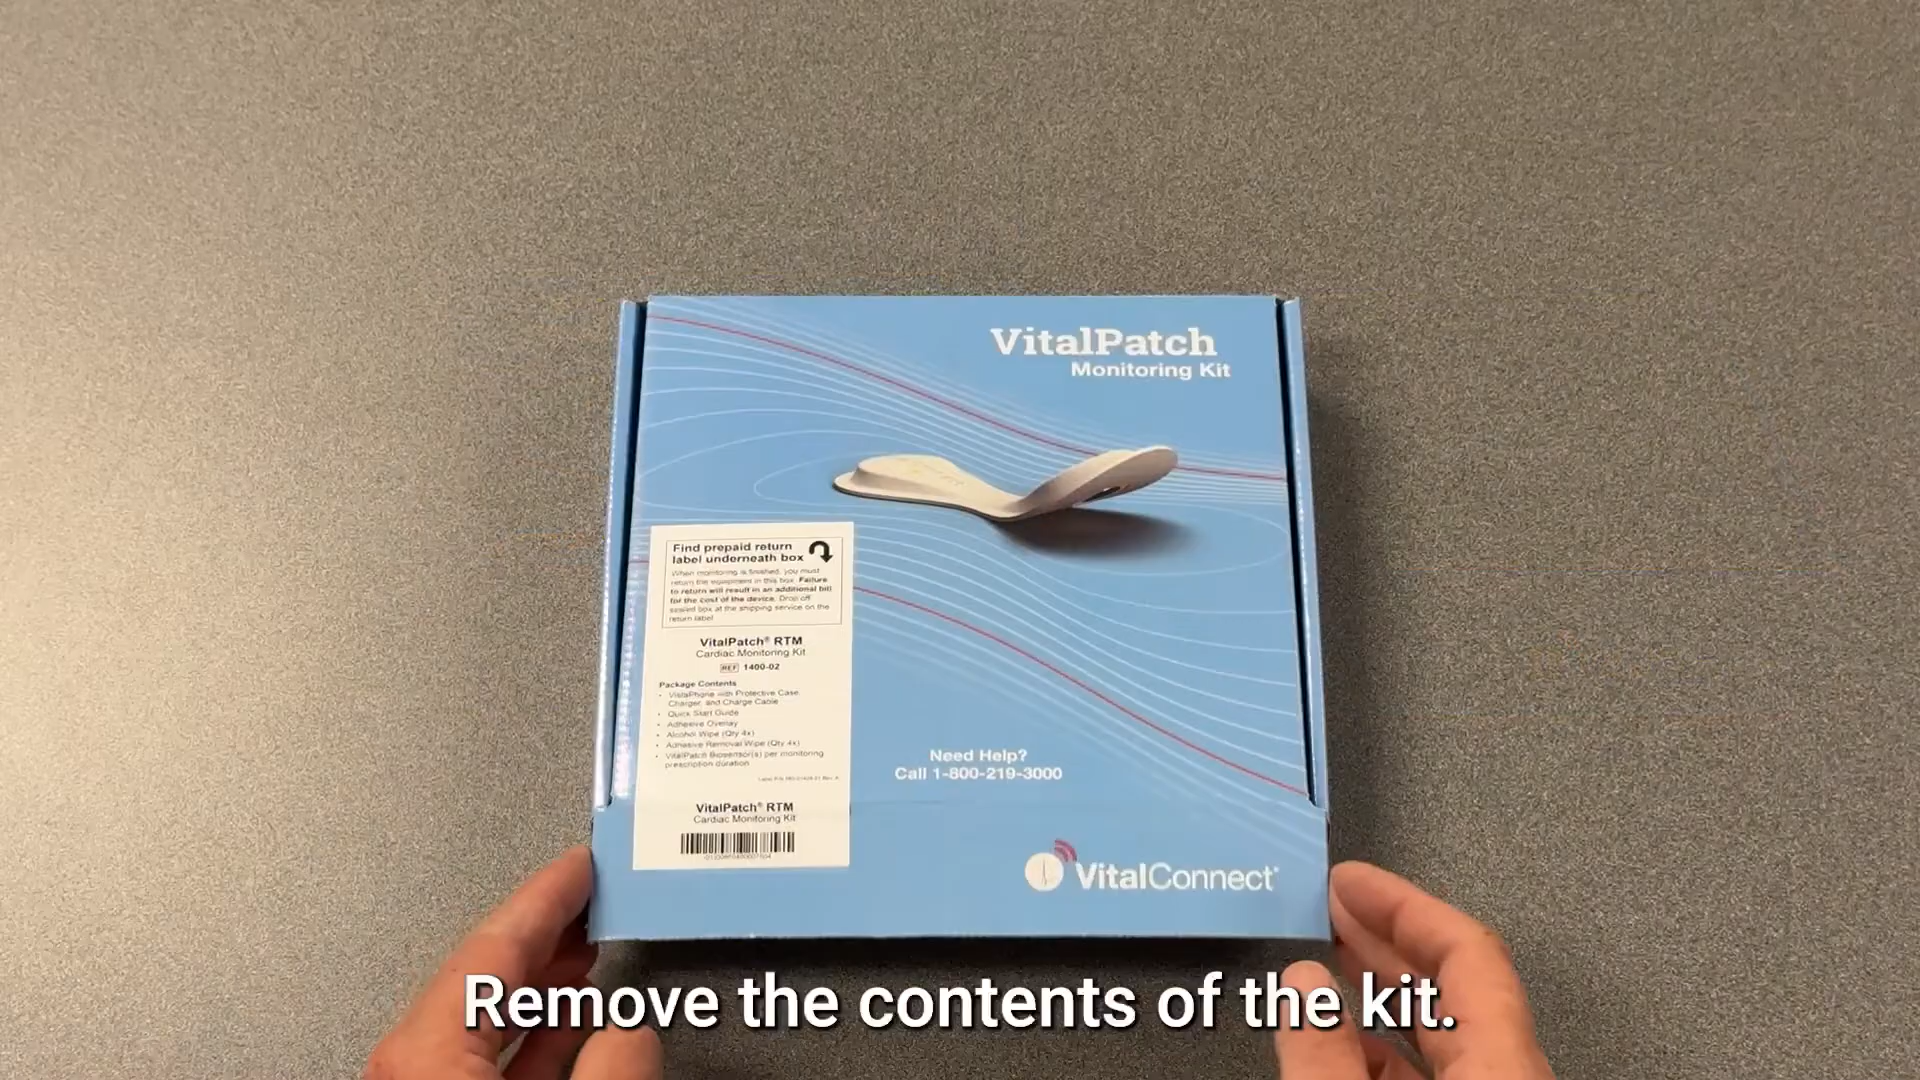 VitalPatch
Monitoring Kit
Find prepaid return
label underneath box
When monitoring is finished, you must
return the equipment in this box. Failure
to return will result in an additional bill
for the cost of the device. Drop off
sealed box at the shipping service on the
return label
VitalPatch® RTM
Cardiac Monitoring Kit
REF 1400-02
Package Contents
• VistaPhone with Protective Case,
Charger, and Charge Cable
• Quick Start Guide
• Adhesive Overlay
• Alcohol Wipe (Qty 4x)
• Adhesive Removal Wipe (Qty 4x)
• VitalPatch Biosensor(s) per monitoring
prescription duration
VitalPatch® RTM
Cardiac Monitoring Kit
Need Help?
Call 1-800-219-3000
VitalConnect
Remove the contents of the kit.